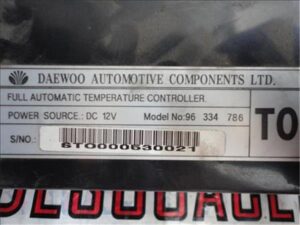 DAEWOO AUTOMOTIVE COMPONENTS LTD.
FULL AUTOMATIC TEMPERATURE CONTROLLER
POWER SOURCE: DC 12V Model No:96 334 786
TO
S/NO:
6TO000530021